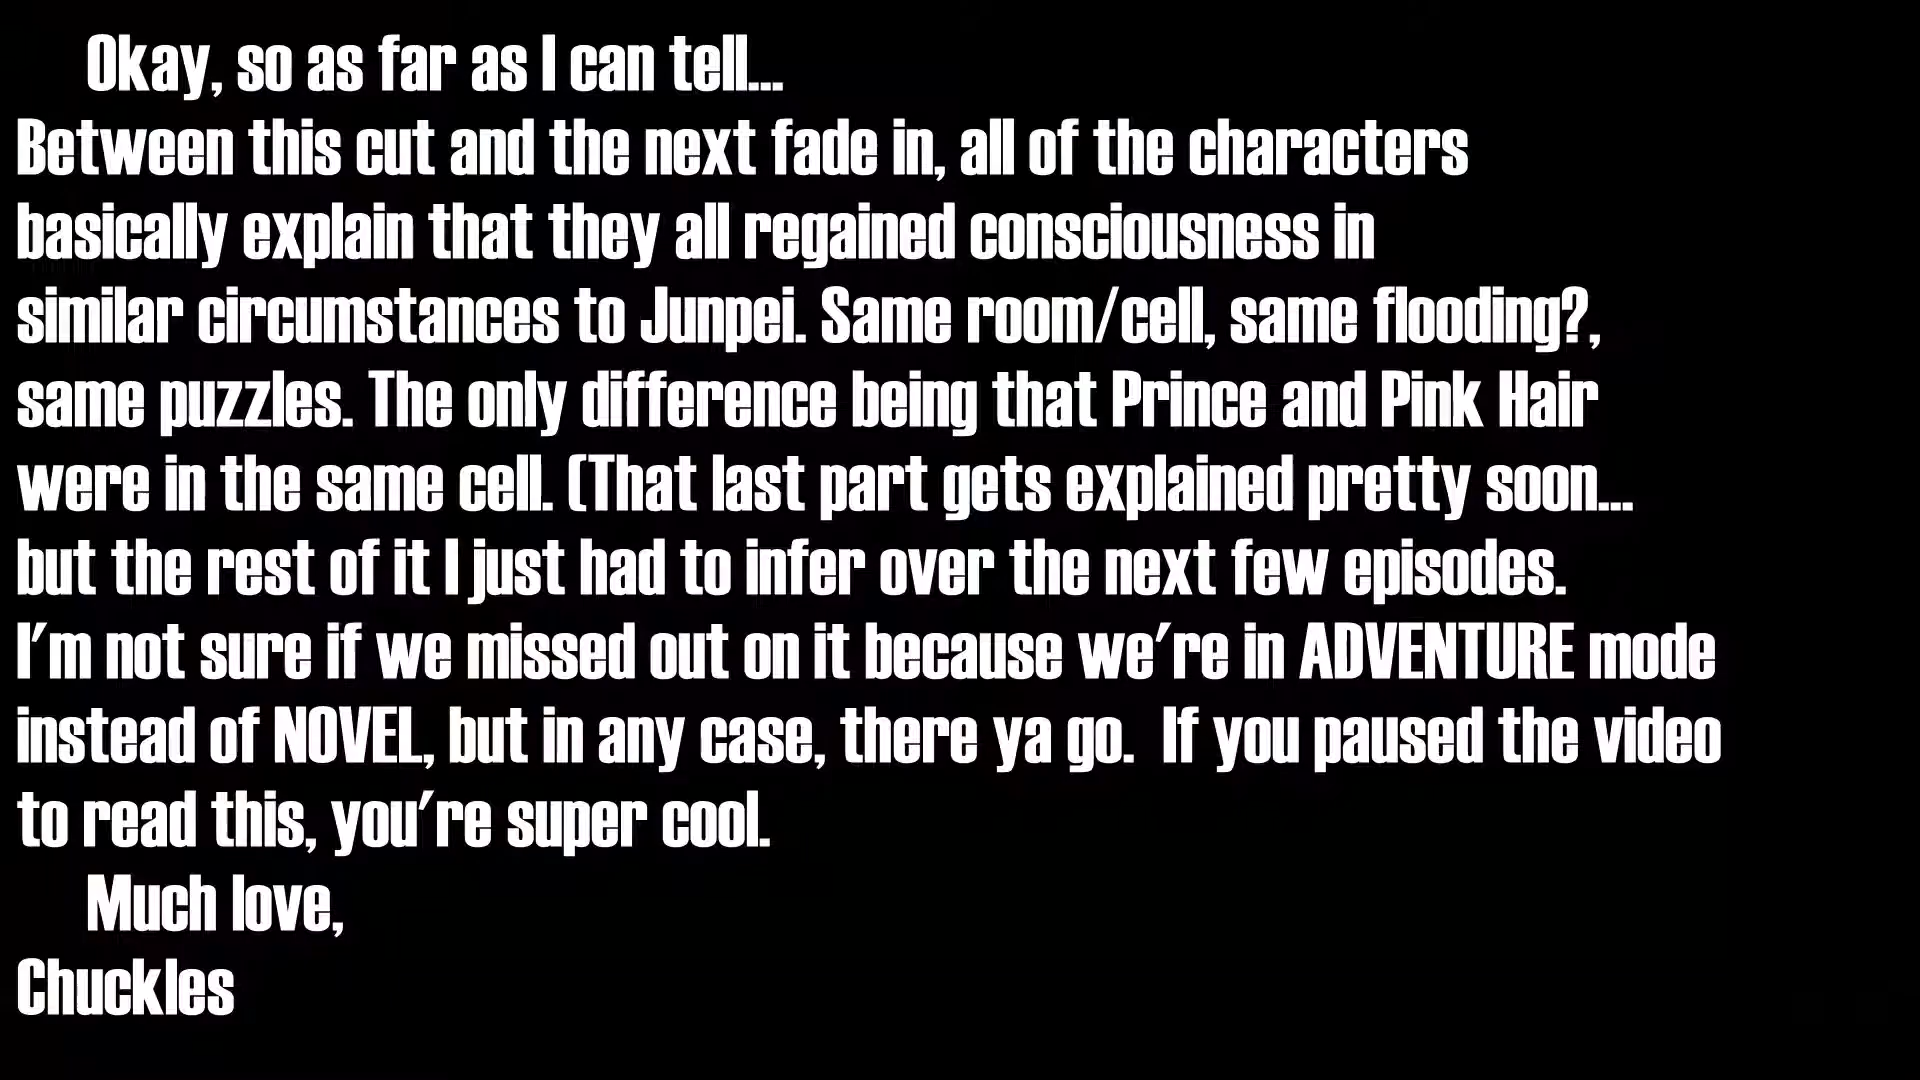 Okay, so as far as I can tell...
Between this cut and the next fade in, all of the characters
basically explain that they all regained consciousness in
similar circumstances to Junpei. Same room/cell, same flooding?,
same puzzles. The only difference being that Prince and Pink Hair
were in the same cell. (That last part gets explained pretty soon...
but the rest of it I just had to infer over the next few episodes.
I'm not sure if we missed out on it because we're in ADVENTURE mode
instead of NOVEL, but in any case, there ya go.  If you paused the video
to read this, you're super cool.
Much love,
Chuckles